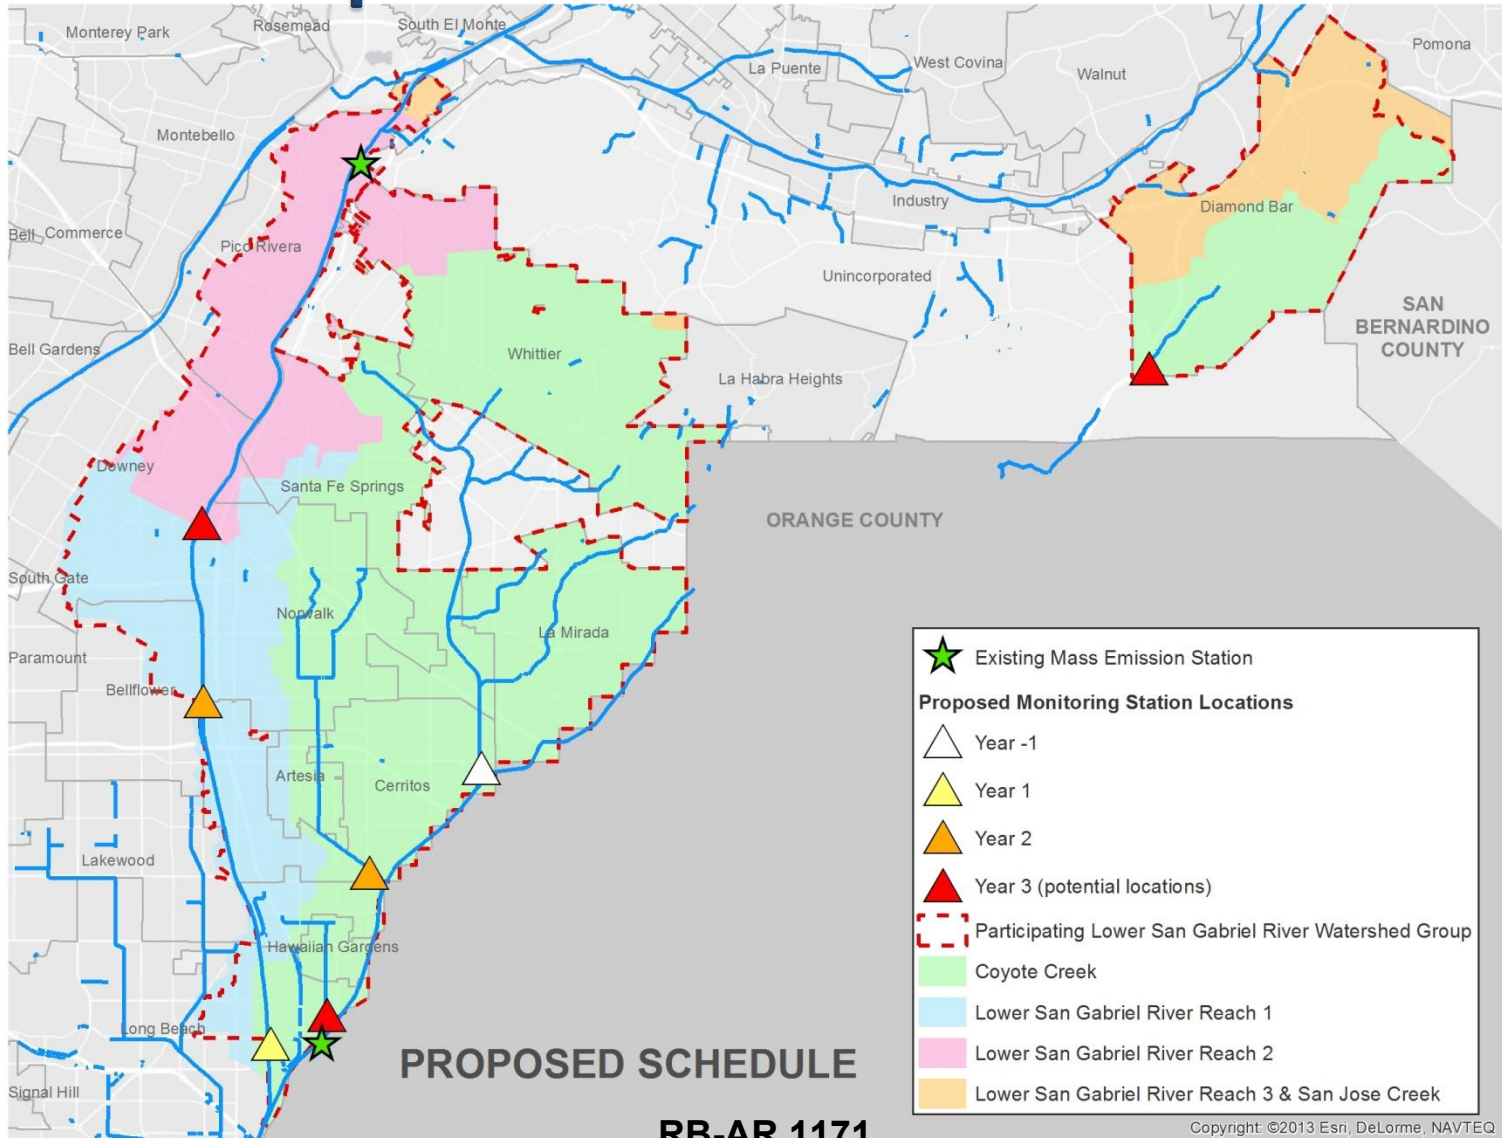 Monterey Park
Rosemead
South El Monte
La Puente
West Covina
Walnut
Pomona
Montebello
Bell
Commerce
Pico Rivera
Industry
Diamond Bar
Unincorporated
SAN
BERNARDINO
COUNTY
Bell Gardens
Whittier
La Habra Heights
Downey
Santa Fe Springs
ORANGE COUNTY
South Gate
Norwalk
La Mirada
Paramount
Bellflower
Artesia
Cerritos
Lakewood
Hawaiian Gardens
Long Beach
Signal Hill
PROPOSED SCHEDULE
Existing Mass Emission Station
Proposed Monitoring Station Locations
Year -1
Year 1
Year 2
Year 3 (potential locations)
Participating Lower San Gabriel River Watershed Group
Coyote Creek
Lower San Gabriel River Reach 1
Lower San Gabriel River Reach 2
Lower San Gabriel River Reach 3 & San Jose Creek
RB-AR 1171
Copyright: ©2013 Esri, DeLorme, NAVTEQ